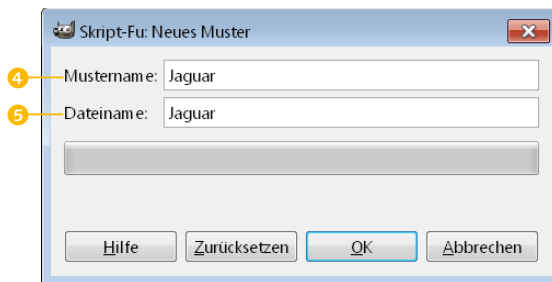 Skript-Fu: Neues Muster
4 Mustername: Jaguar
5 Dateiname: Jaguar
Hilfe Zurücksetzen OK Abbrechen